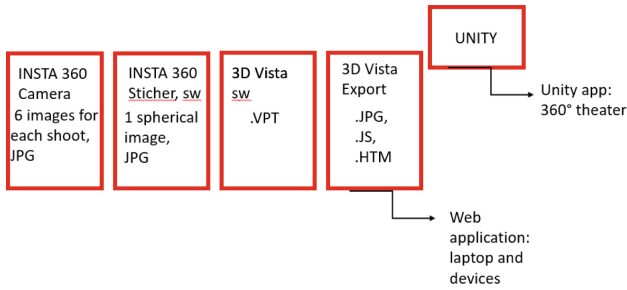 INSTA 360
Camera
6 images for
each shoot,
JPG
INSTA 360
Sticher, sw
1 spherical
image,
JPG
3D Vista
sw
.VPT
3D Vista
Export
.JPG,
.JS,
.HTM
UNITY
Unity app:
360° theater
Web
application:
laptop and
devices